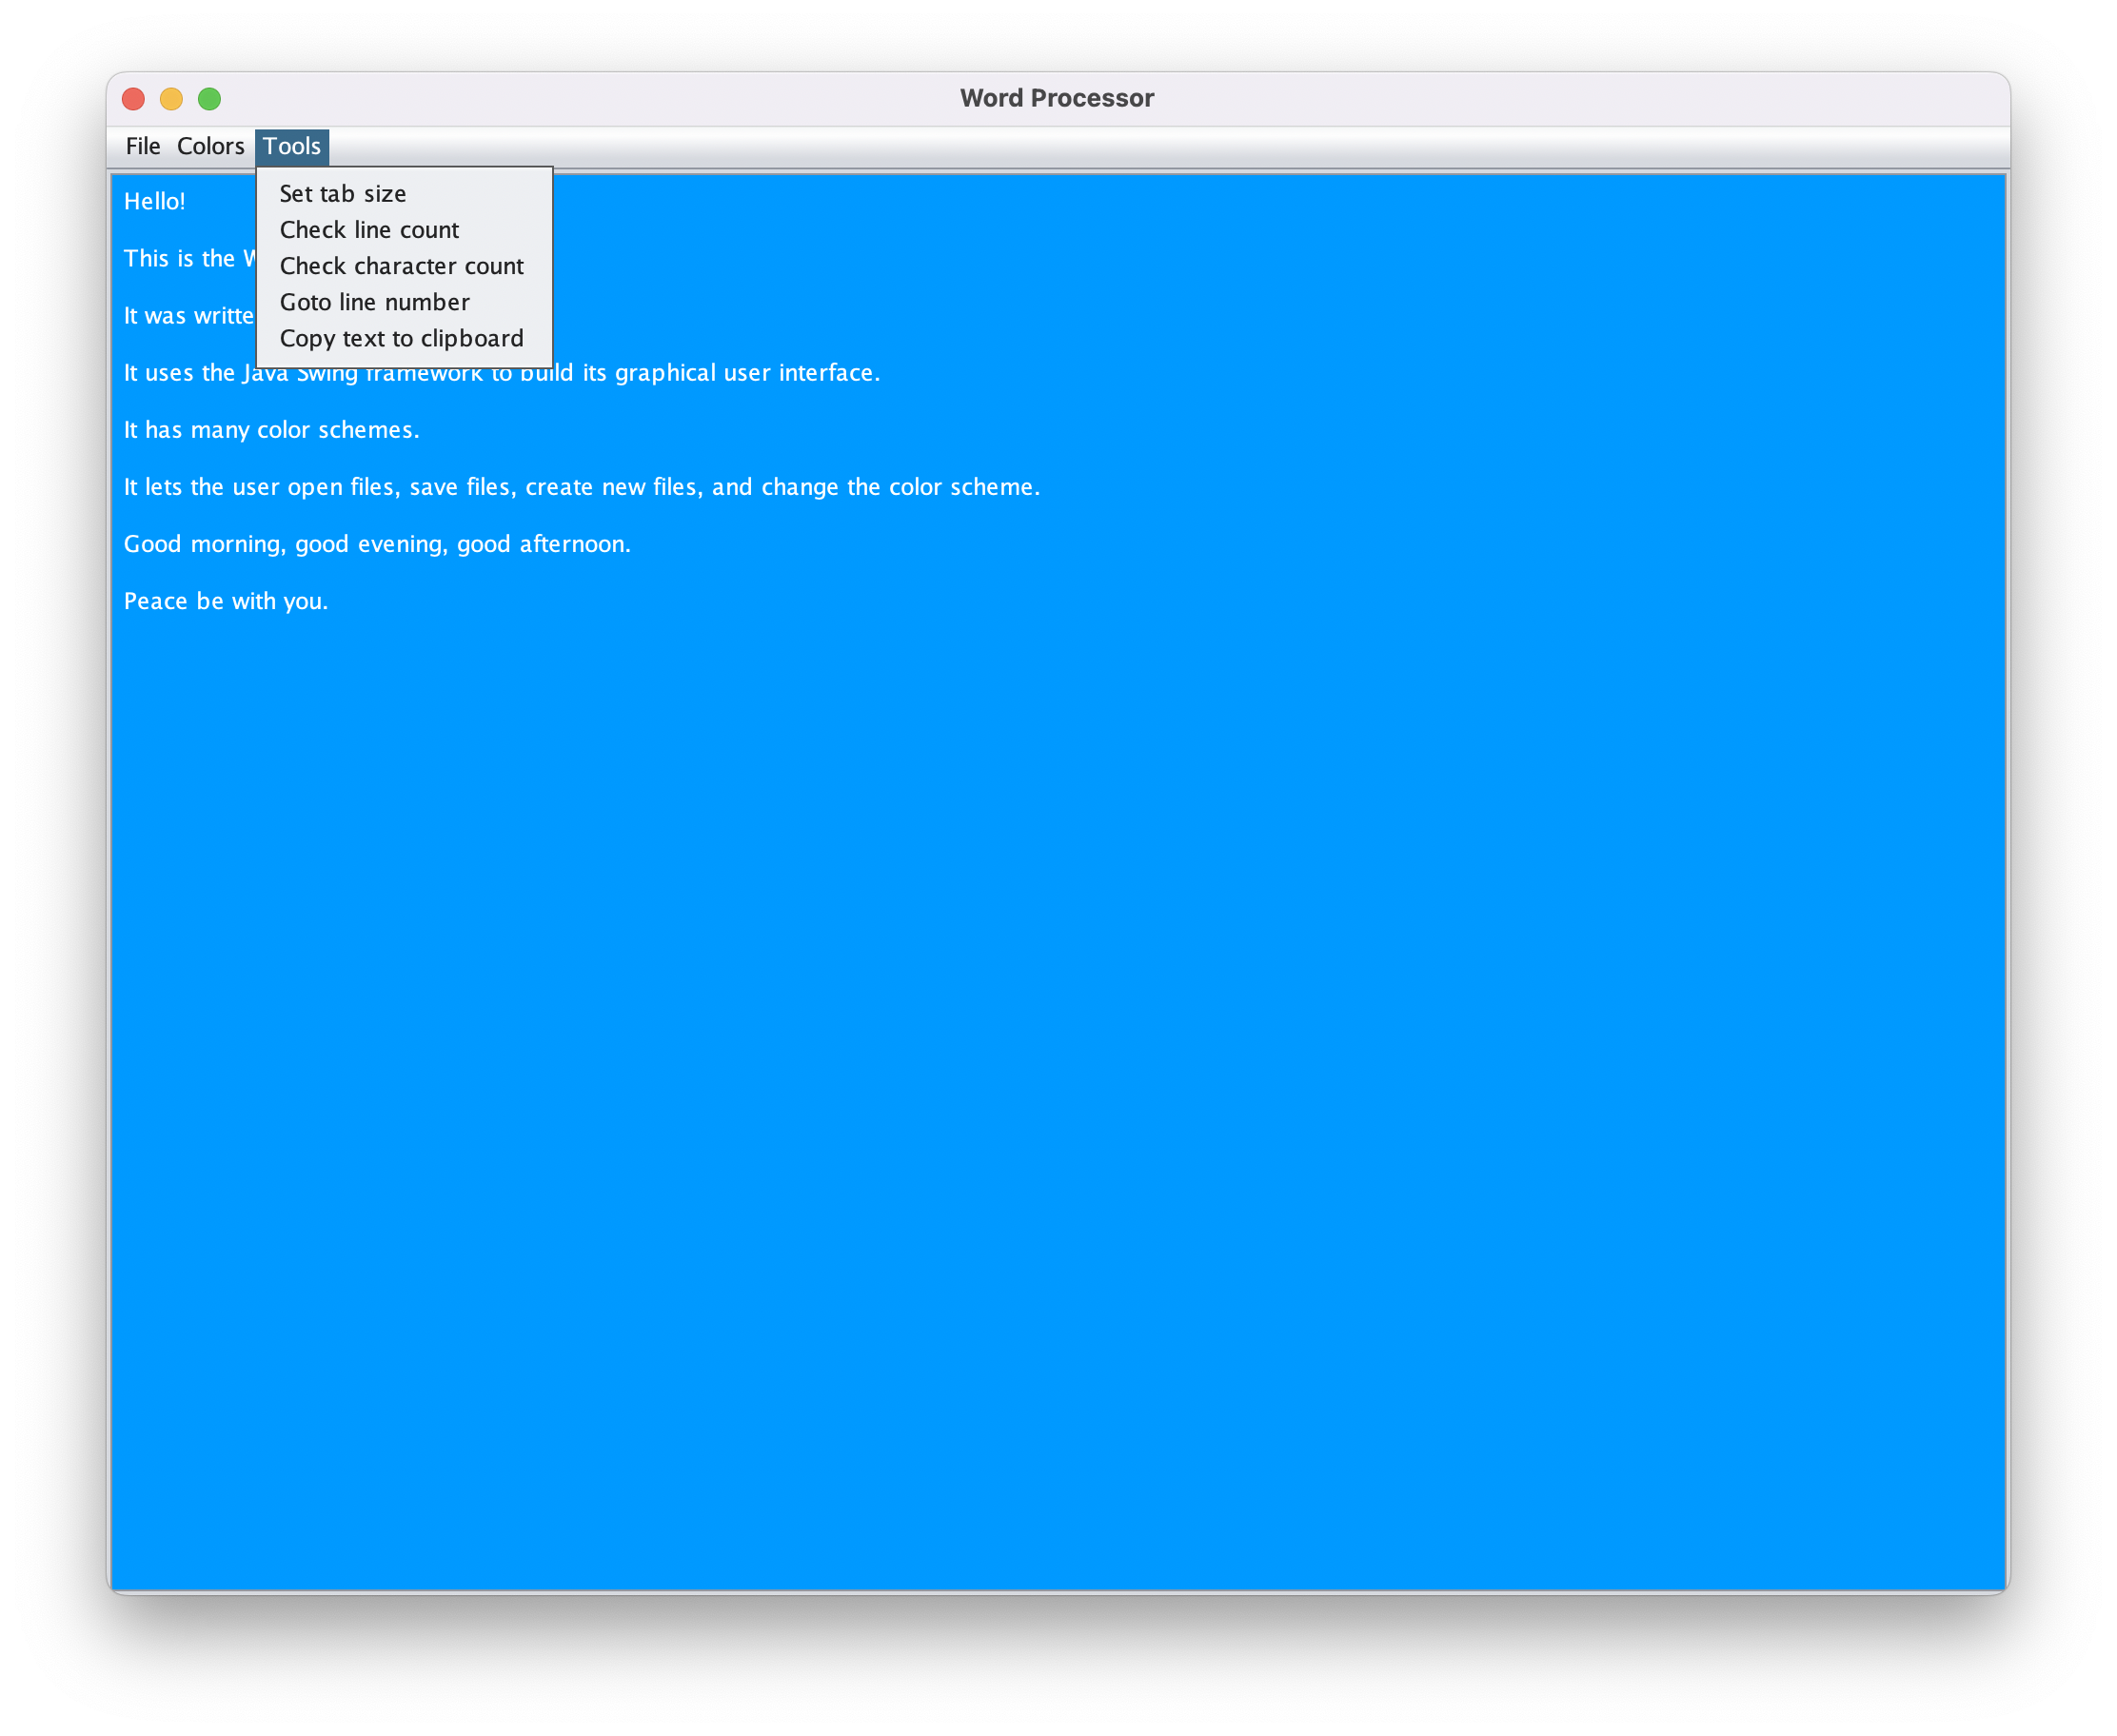 Word Processor
File Colors Tools
Set tab size
Check line count
Check character count
Goto line number
Copy text to clipboard
Hello!
This is the
It was
It uses the Java Swing framework to build its graphical user interface.
It has many color schemes.
It lets the user open files, save files, create new files, and change the color scheme.
Good morning, good evening, good afternoon.
Peace be with you.